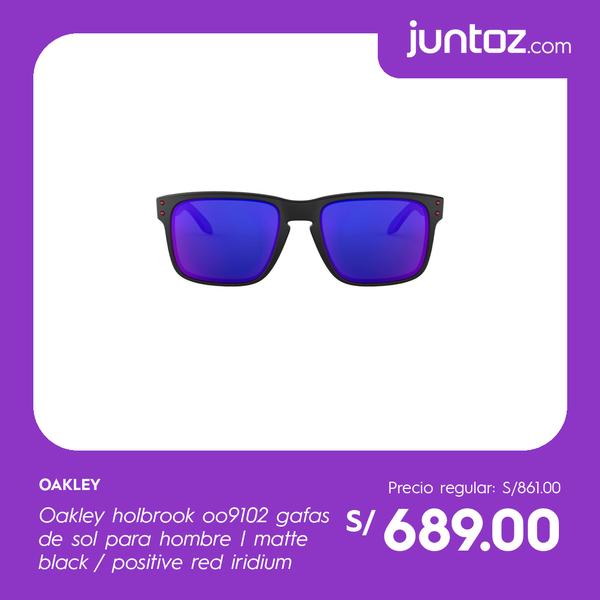 juntoz.com
OAKLEY
Oakley holbrook oo9102 gafas
de sol para hombre | matte
black / positive red iridium
Precio regular: S/861.00
S/ 689.00